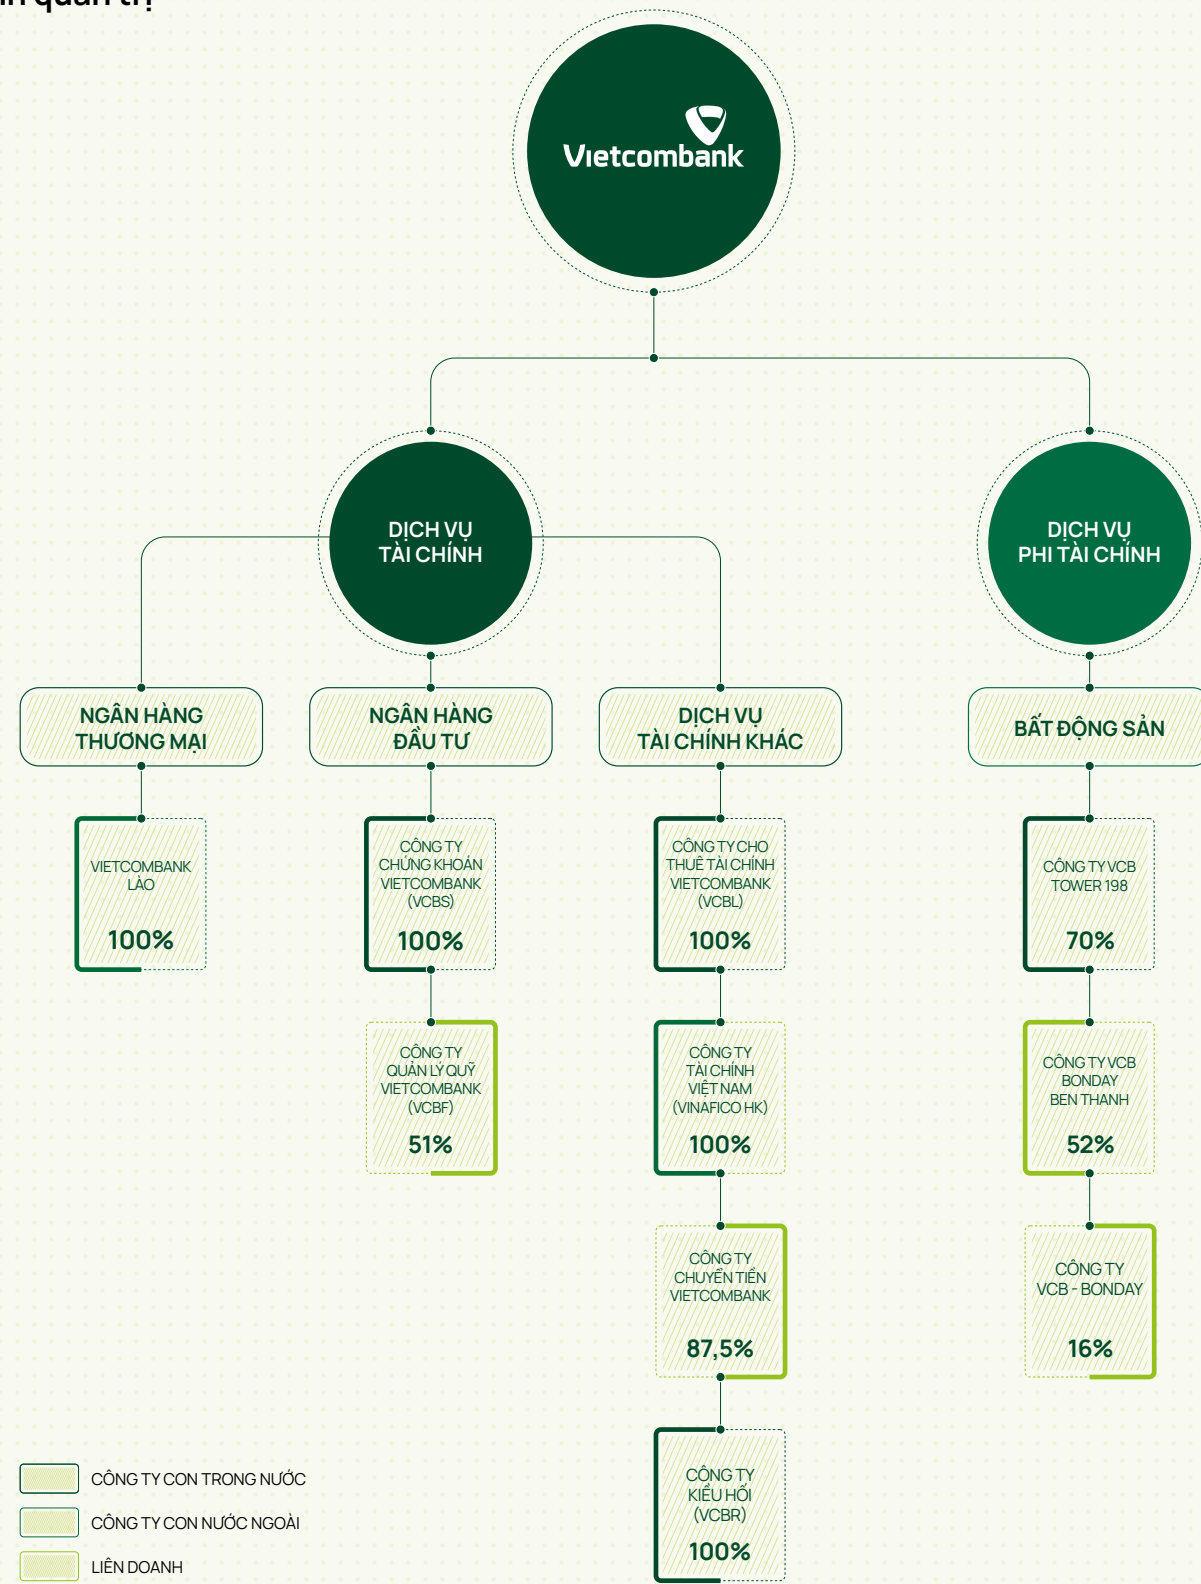 quản trị
Vietcombank
DỊCH VỤ
TÀI CHÍNH
DỊCH VỤ
PHI TÀI CHÍNH
NGÂN HÀNG
THƯƠNG MẠI
NGÂN HÀNG
ĐẦU TƯ
DỊCH VỤ
TÀI CHÍNH KHÁC
BẤT ĐỘNG SẢN
VIETCOMBANK
LÀO
100%
CÔNG TY
CHỨNG KHOÁN
VIETCOMBANK
(VCBS)
100%
CÔNG TY CHO
THUÊ TÀI CHÍNH
VIETCOMBANK
(VCBL)
100%
CÔNG TY VCB
TOWER 198
70%
CÔNG TY
QUẢN LÝ QUỸ
VIETCOMBANK
(VCBF)
51%
CÔNG TY
TÀI CHÍNH
VIỆT NAM
(VINAFICO HK)
100%
CÔNG TY VCB
BONDAY
BEN THANH
52%
CÔNG TY
CHUYỂN TIỀN
VIETCOMBANK
87,5%
CÔNG TY
VCB - BONDAY
16%
CÔNG TY
KIỀU HỐI
(VCBR)
100%
CÔNG TY CON TRONG NƯỚC
CÔNG TY CON NƯỚC NGOÀI
LIÊN DOANH